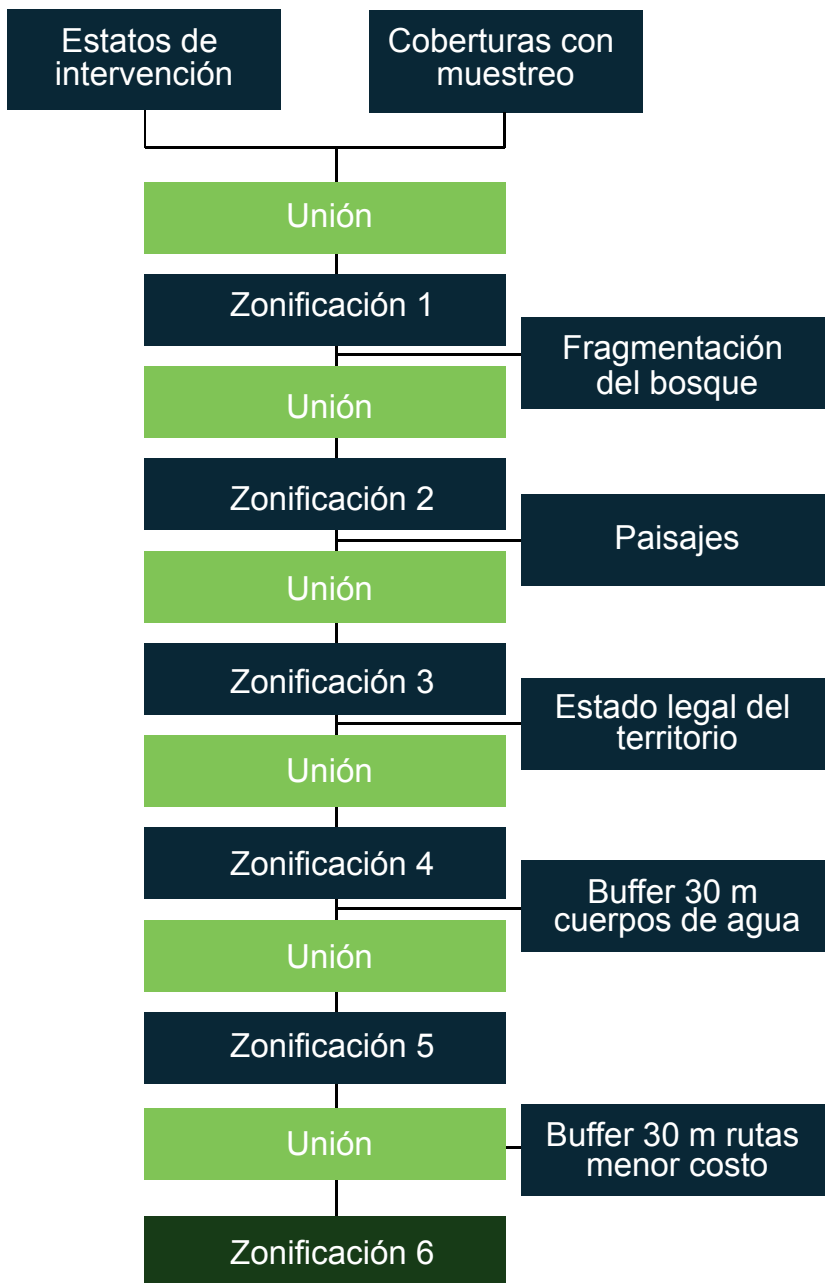 Estatos de
intervención
Coberturas con
muestreo
Unión
Zonificación 1
Fragmentación
del bosque
Unión
Zonificación 2
Paisajes
Unión
Zonificación 3
Estado legal del
territorio
Unión
Zonificación 4
Buffer 30 m
cuerpos de agua
Unión
Zonificación 5
Unión
Buffer 30 m rutas
menor costo
Zonificación 6